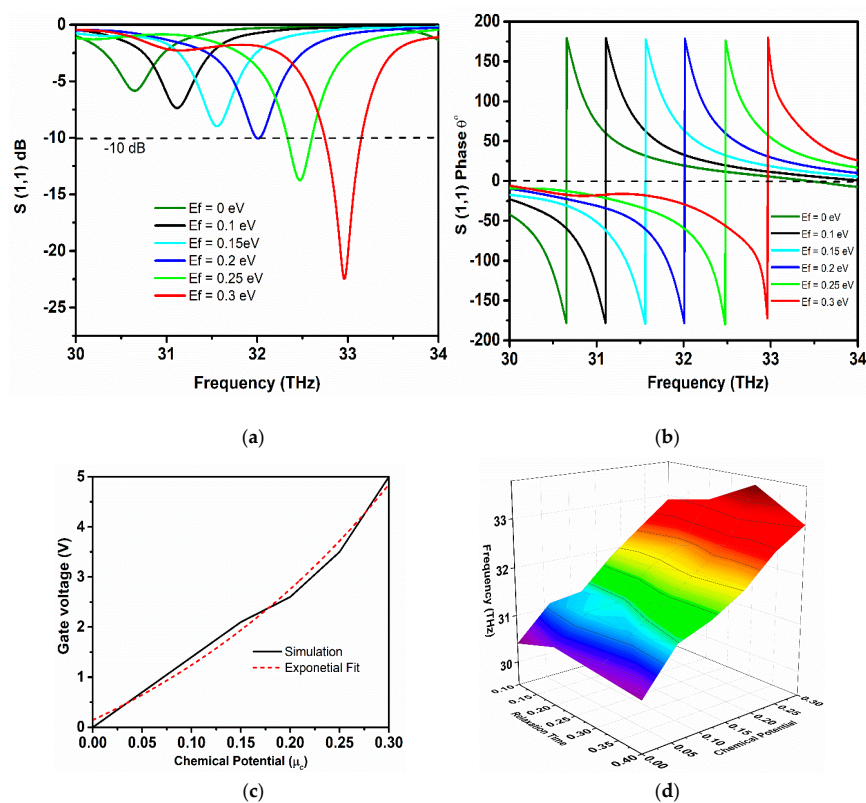 0
-5
-10
-15
-20
-25
S (1,1) dB
-10 dB
Ef = 0 eV
Ef = 0.1 eV
Ef = 0.15eV
Ef = 0.2 eV
Ef = 0.25 eV
Ef = 0.3 eV
30 31 32 33 34
Frequency (THz)
(a)
200
150
100
50
0
-50
-100
-150
-200
S (1,1) Phase θ°
Ef = 0 eV
Ef = 0.1 eV
Ef = 0.15 eV
Ef = 0.2 eV
Ef = 0.25 eV
Ef = 0.3 eV
30 31 32 33 34
Frequency (THz)
(b)
5
4
3
2
1
0
Gate voltage (V)
Simulation
Exponetial Fit
0.00 0.05 0.10 0.15 0.20 0.25 0.30
Chemical Potential (μc)
(c)
33
32
31
30
Frequency (THz)
0.10
0.15
0.20
0.25
0.30
0.35
0.40
Relaxation Time
0.00
0.05
0.10
0.15
0.20
0.25
0.30
Chemical Potential
(d)